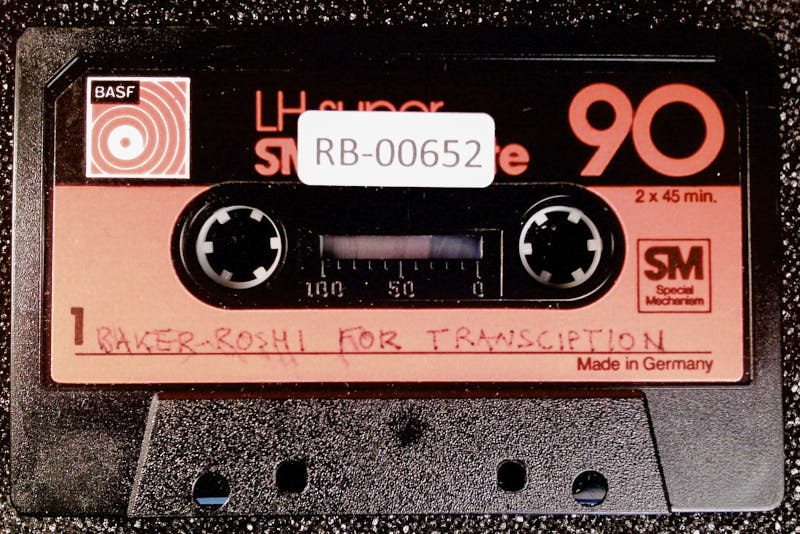 BASF
LH super
SM
RB-00652
90
2 x 45 min.
SM
Special
Mechanism
100 50 0
1
BAKER-ROSHI FOR TRANSCIPTION
Made in Germany